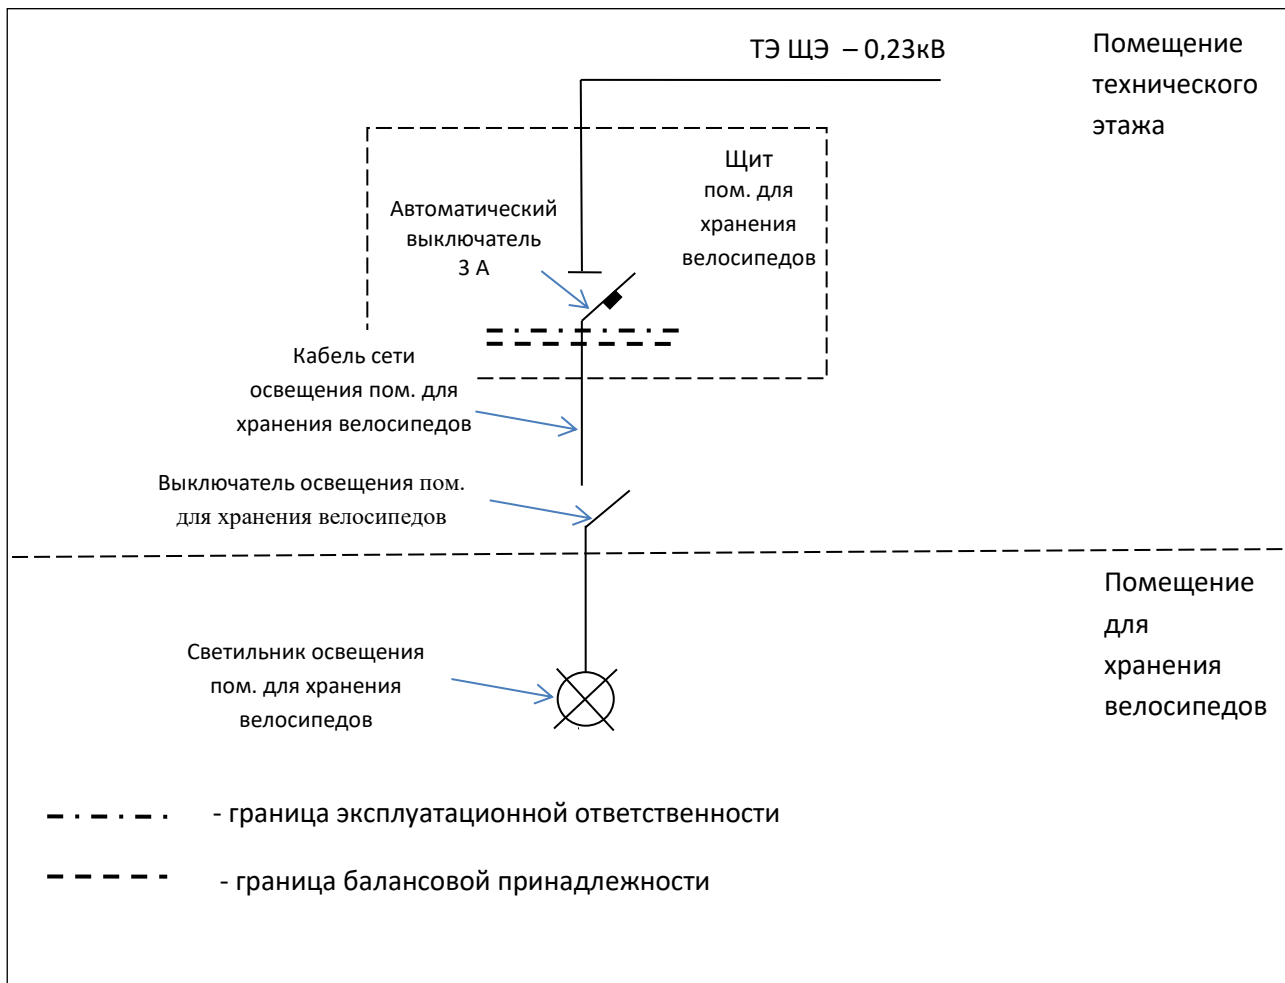 ТЭ ЩЭ – 0,23кВ
Помещение
технического
этажа
Щит
пом. для
хранения
велосипедов
Автоматический
выключатель
3 А
Кабель сети
освещения пом. для
хранения велосипедов
Выключатель освещения пом.
для хранения велосипедов
Помещение
для
хранения
велосипедов
Светильник освещения
пом. для хранения
велосипедов
- граница эксплуатационной ответственности
- граница балансовой принадлежности